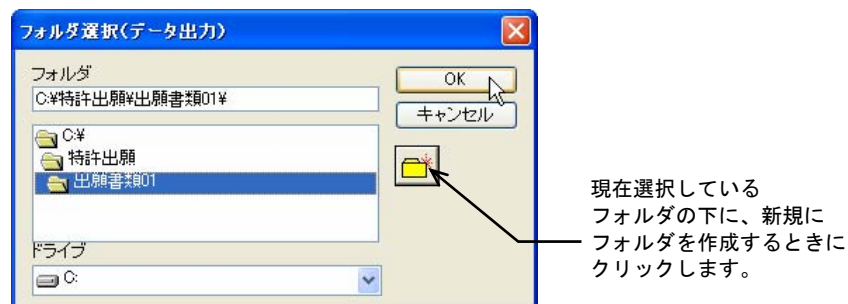 フォルダ選択(データ出力)
フォルダ
C:¥特許出願¥出願書類01¥
OK
キャンセル
C:¥
特許出願
出願書類01
ドライブ
C:
現在選択している
フォルダの下に、新規に
フォルダを作成するときに
クリックします。